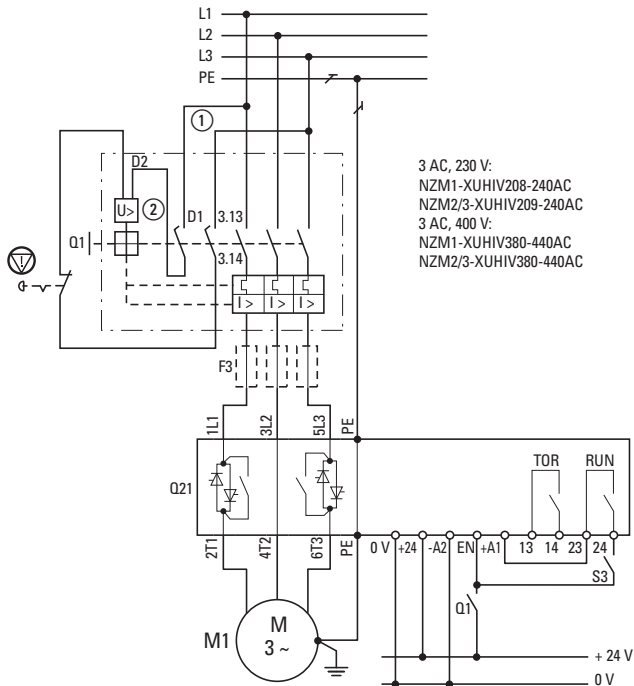 L1
L2
L3
PE
1
D2
U>
2
D1
3.13
Q1
3.14
I >
I >
I >
3 AC, 230 V:
NZM1-XUHIV208-240AC
NZM2/3-XUHIV209-240AC
3 AC, 400 V:
NZM1-XUHIV380-440AC
NZM2/3-XUHIV380-440AC
F3
1L1
3L2
5L3
PE
Q21
TOR
RUN
2T1
4T2
6T3
PE
0 V
+24
-A2
EN
+A1
13
14
23
24
S3
Q1
M1
M
3 ~
+ 24 V
0 V